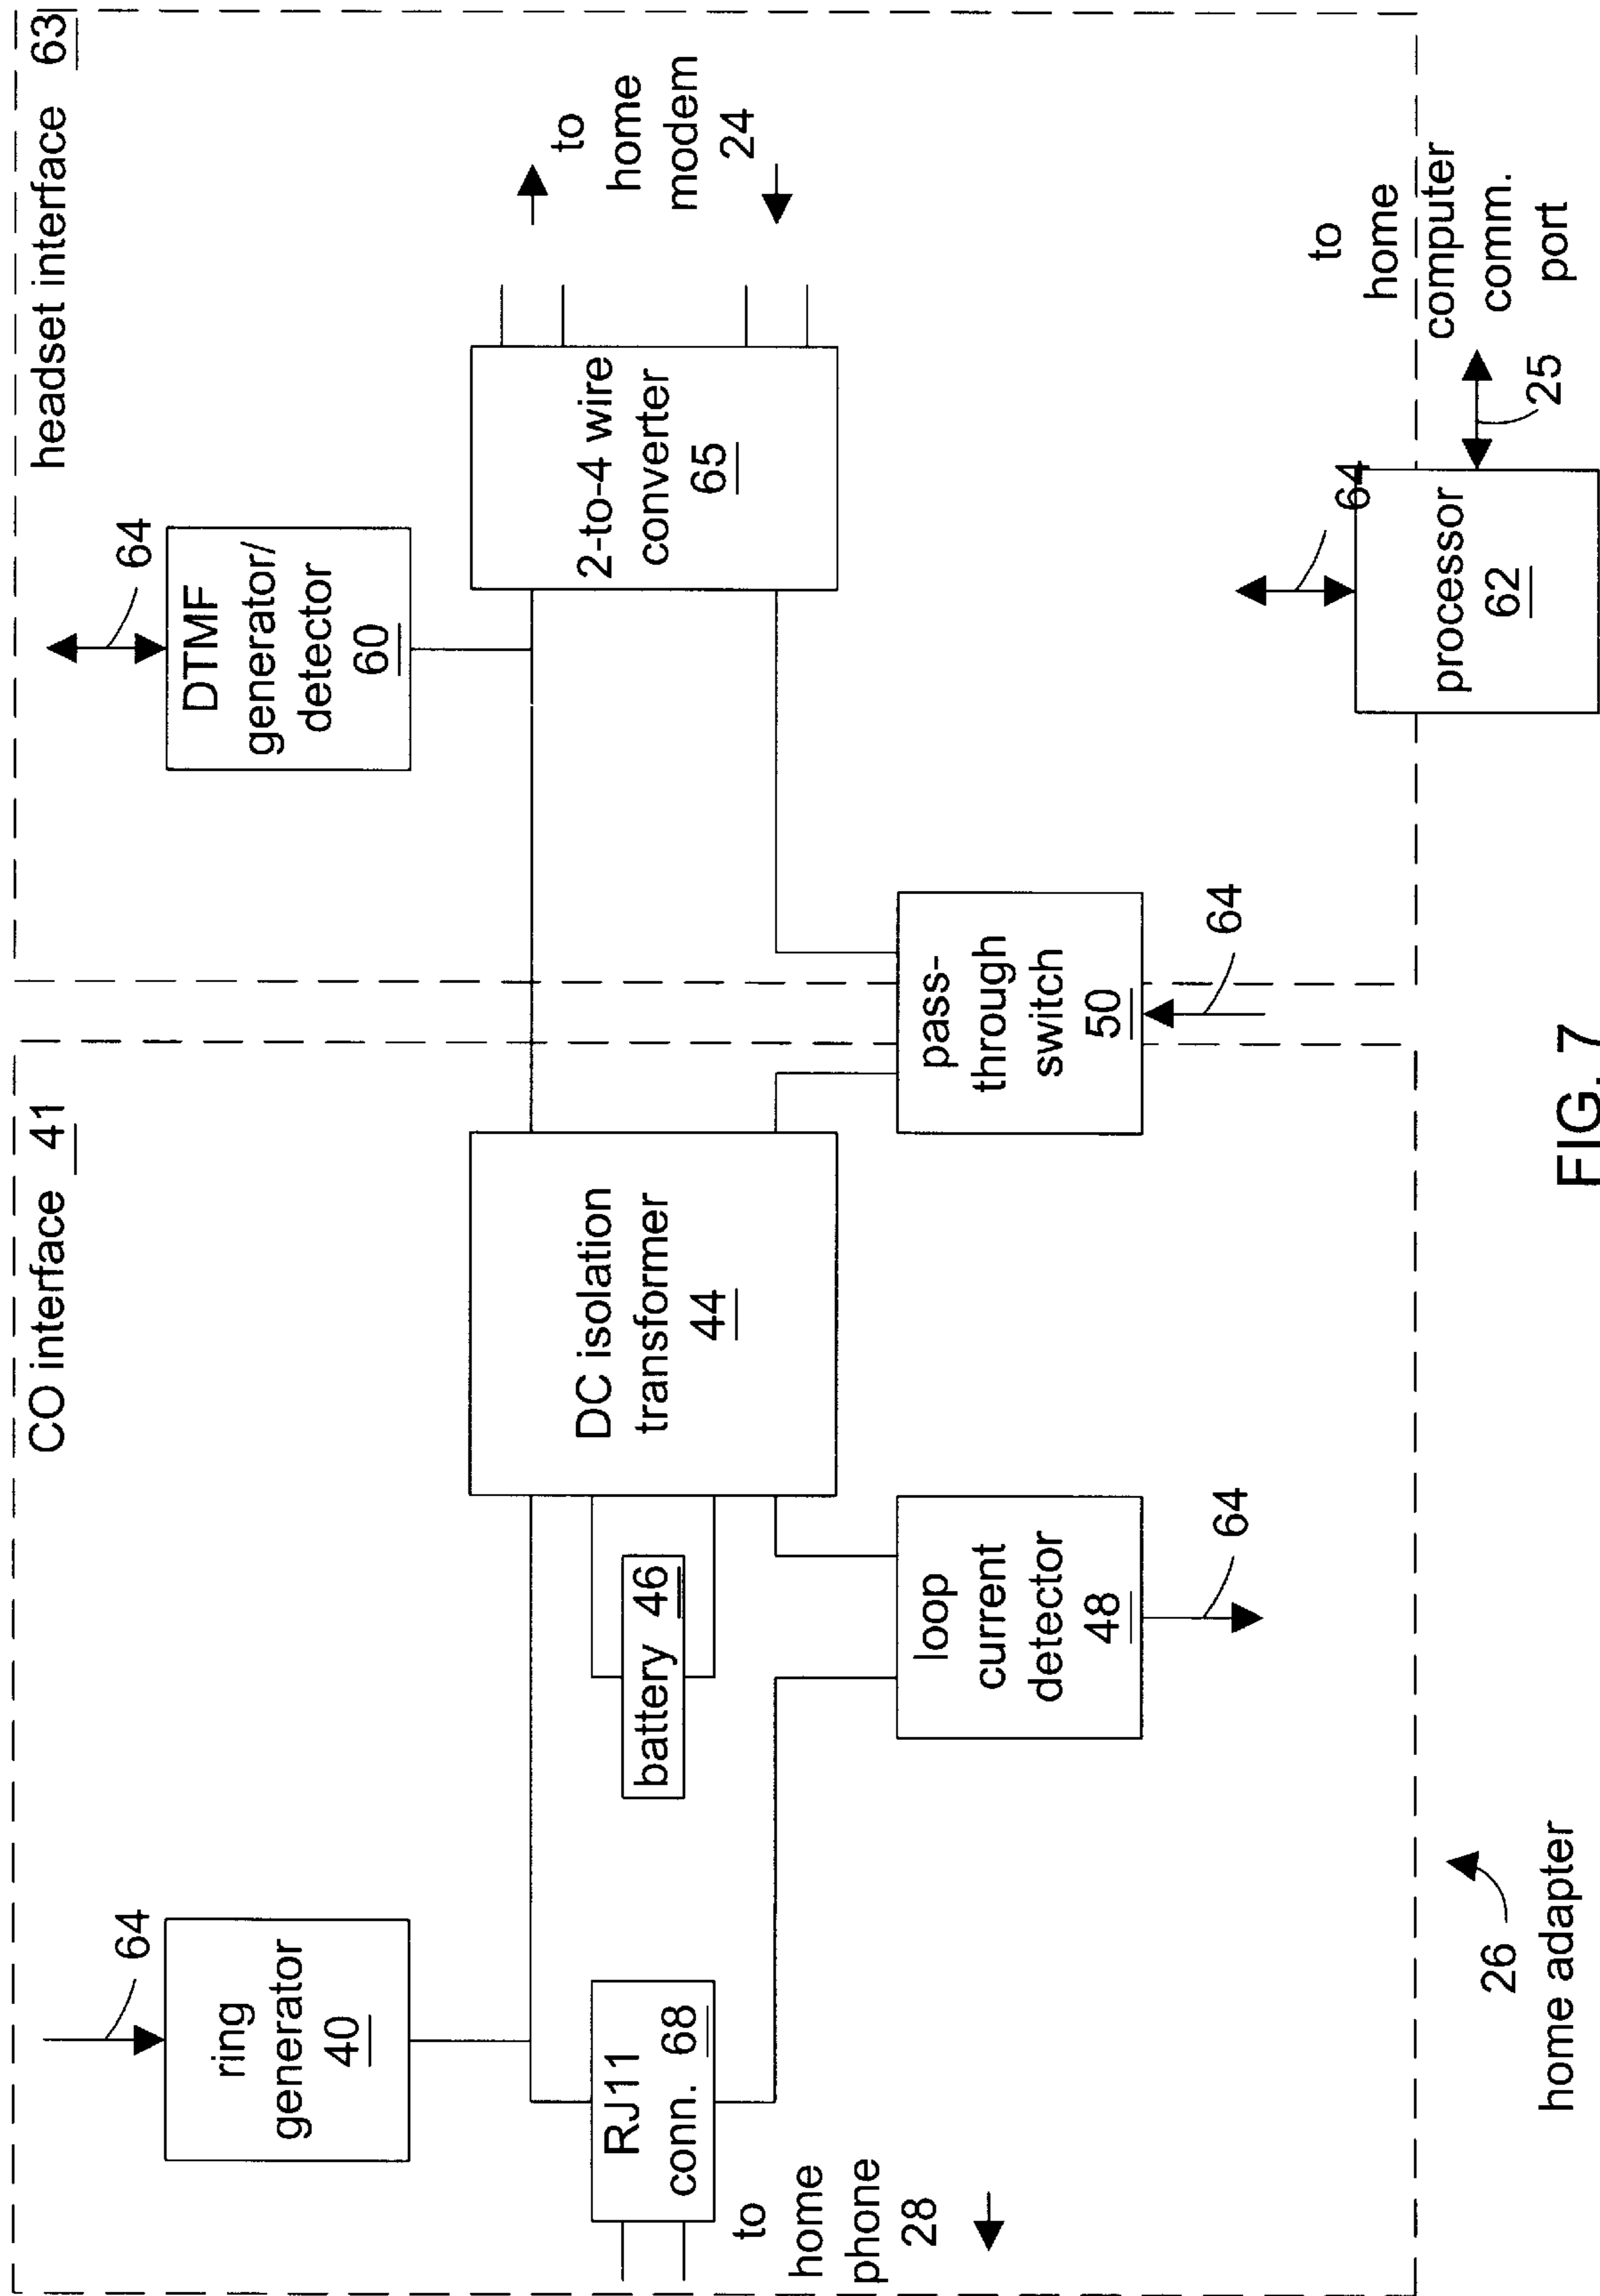 CO interface 41
headset interface 63
64
ring
generator
40
64
DTMF
generator/
detector
60
RJ11
conn. 68
to
home
phone
28
battery 46
DC isolation
transformer
44
2-to-4 wire
converter
65
to
home
modem
24
loop
current
detector
48
64
pass-
through
switch
50
64
64
processor
62
25
to
home
computer
comm.
port
26
home adapter
FIG. 7